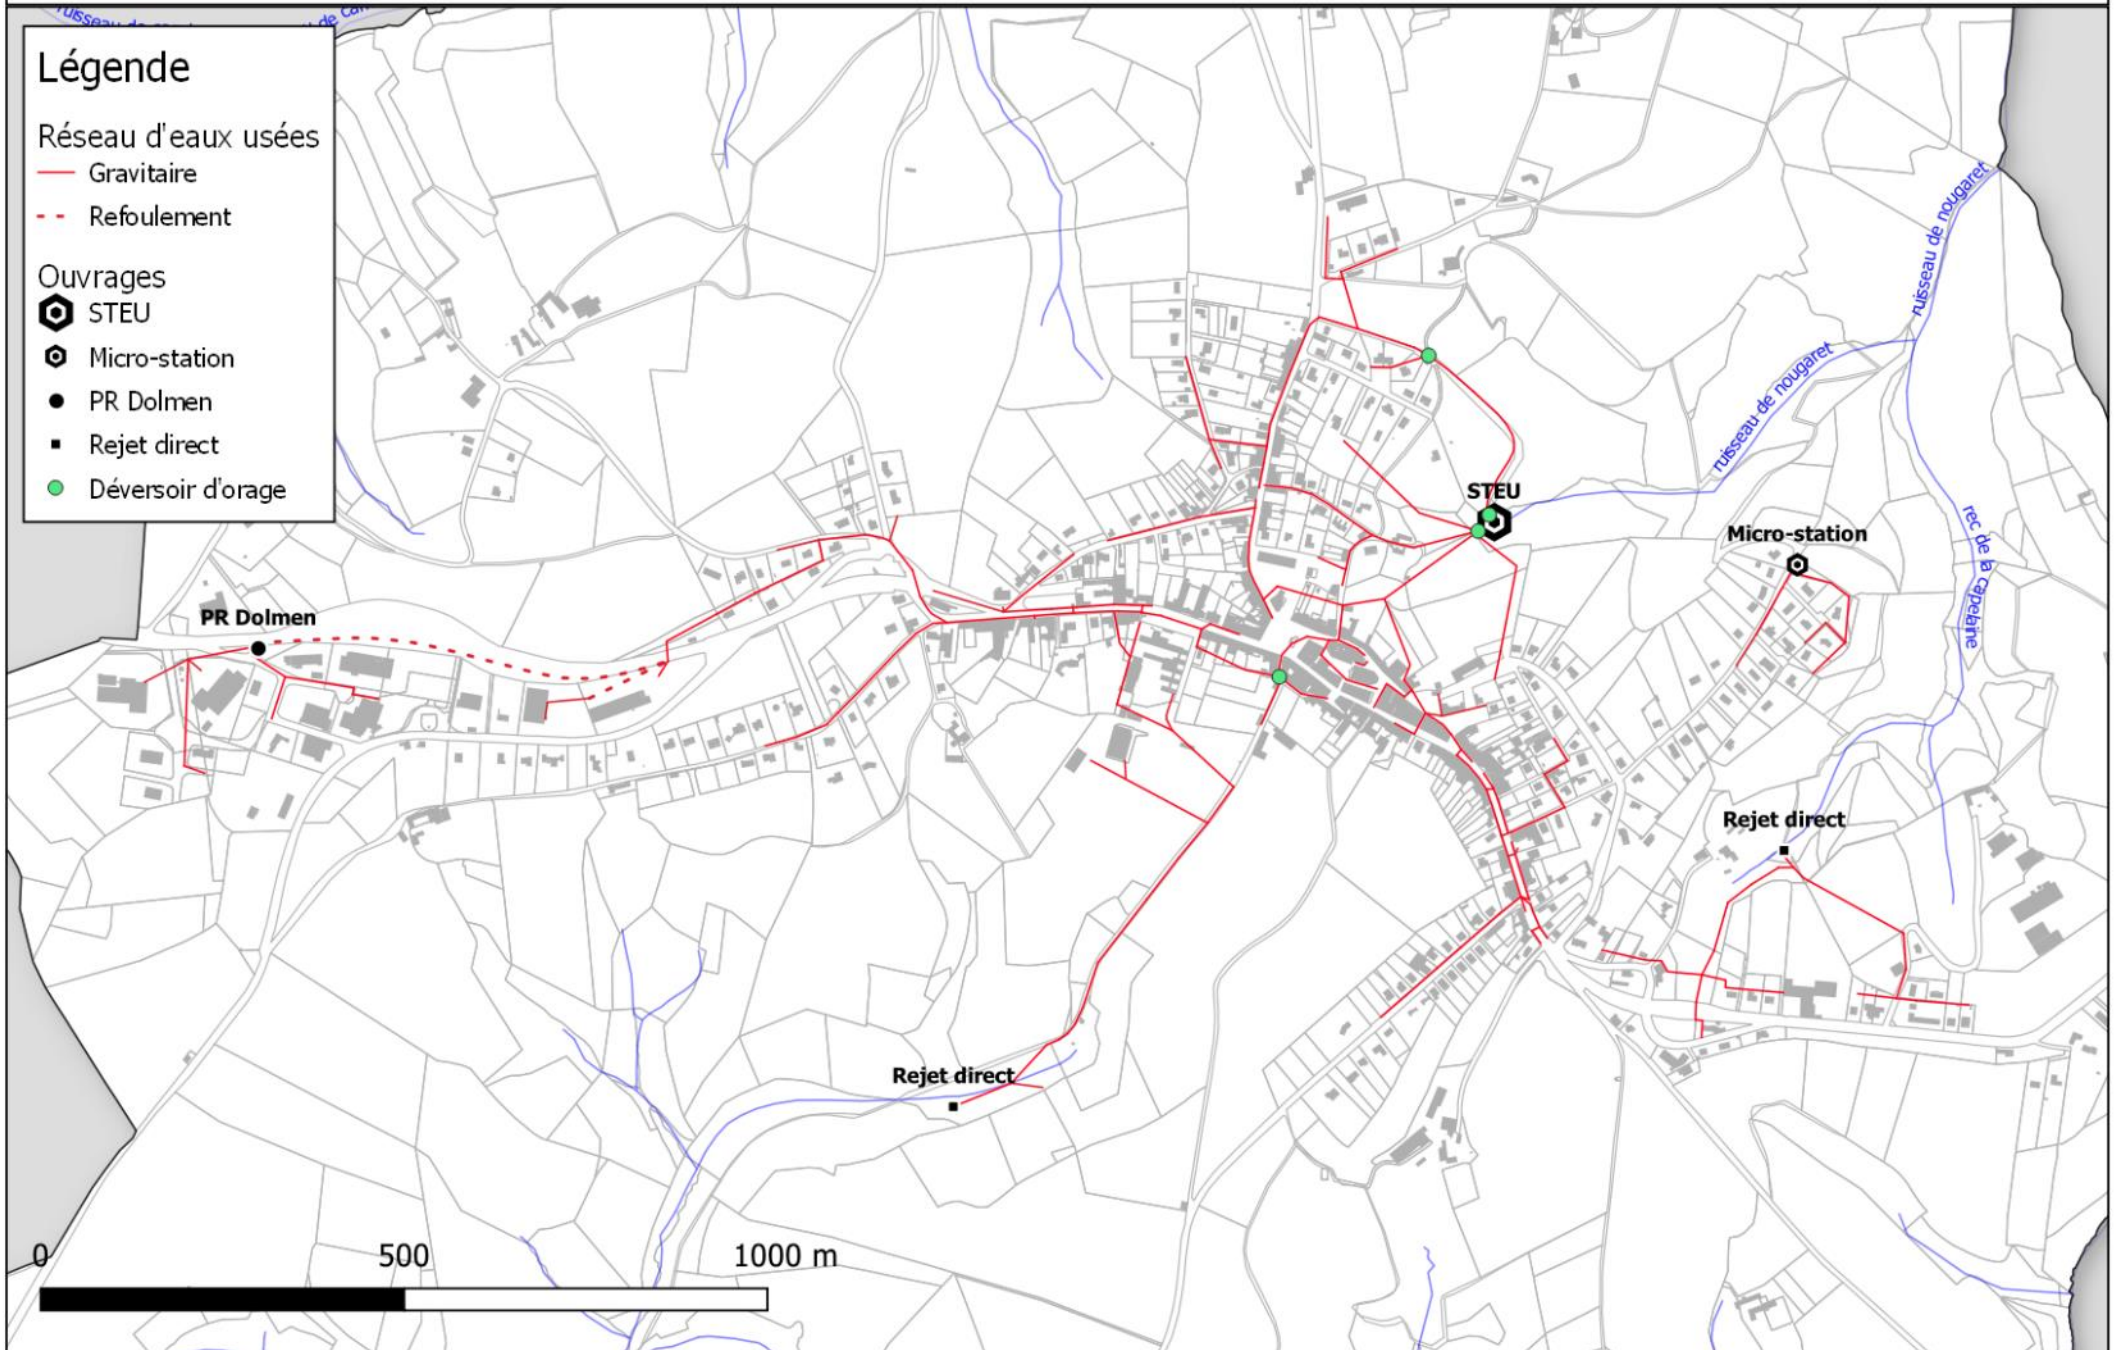 Légende
Réseau d'eaux usées
Gravitaire
Refoulement
Ouvrages
STEU
Micro-station
PR Dolmen
Rejet direct
Déversoir d'orage
ruisseau de nougaret
ruisseau de nougaret
STEU
Micro-station
rec de la capelaine
PR Dolmen
Rejet direct
Rejet direct
0 500 1000 m